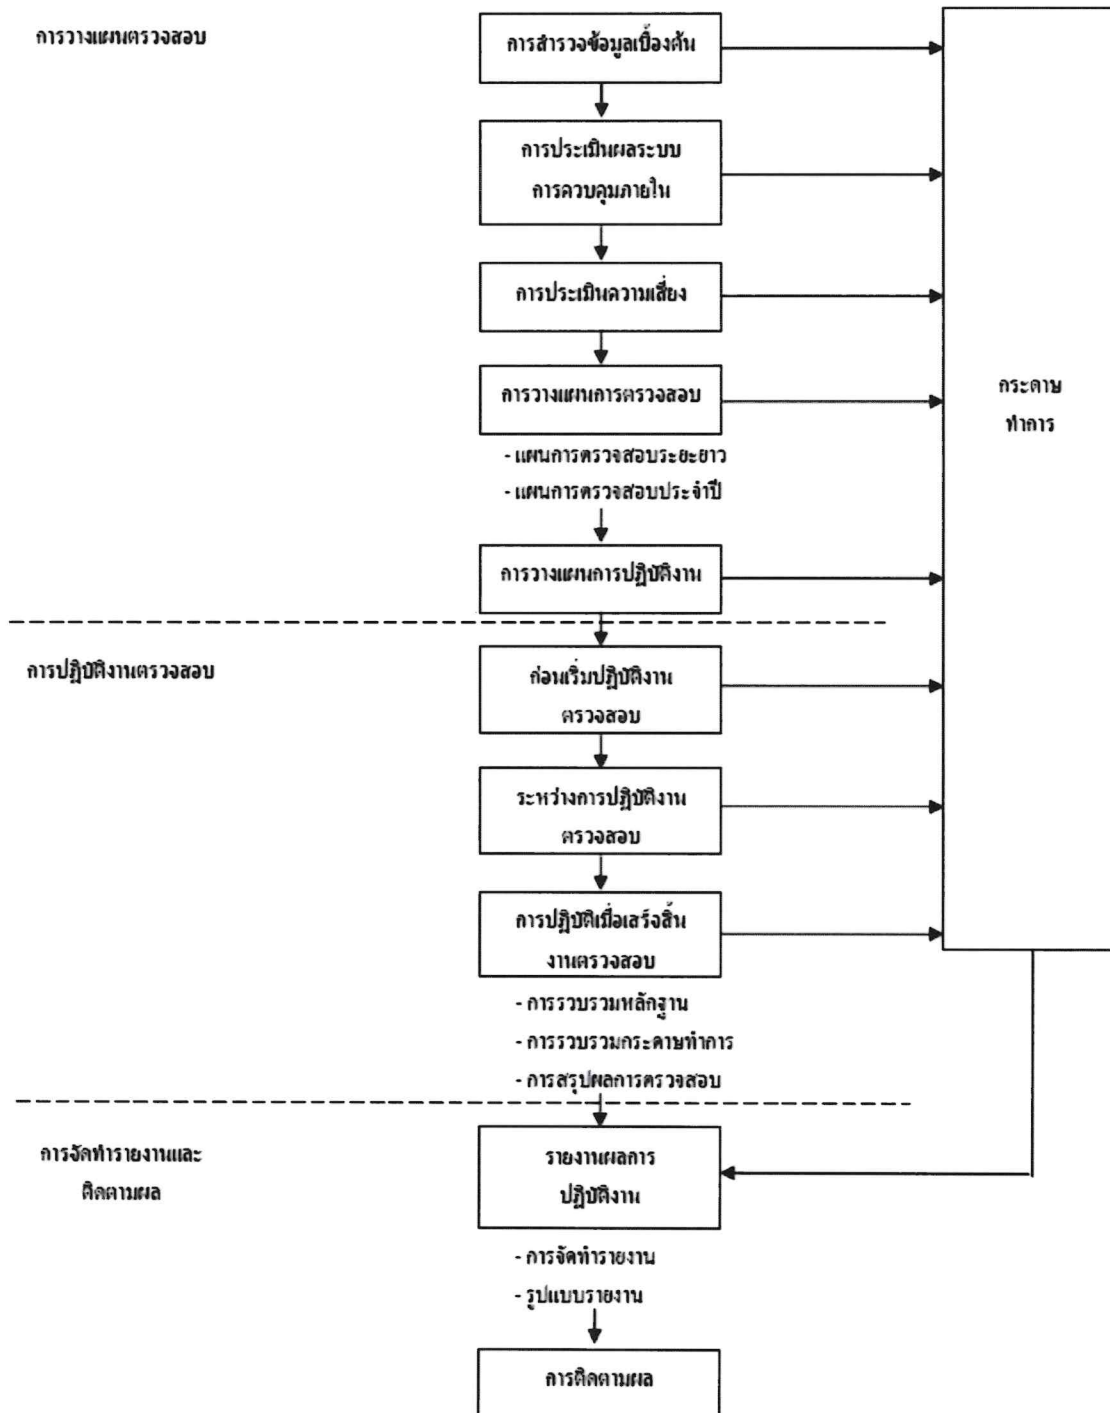 การวางแผนตรวจสอบ
การสำรวจข้อมูลเบื้องต้น
การประเมินผลระบบ
การควบคุมภายใน
การประเมินความเสี่ยง
การวางแผนการตรวจสอบ
- แผนการตรวจสอบระยะยาว
- แผนการตรวจสอบประจำปี
การวางแผนการปฏิบัติงาน
กระดาษ
ทำการ
การปฏิบัติงานตรวจสอบ
ก่อนเริ่มปฏิบัติงาน
ตรวจสอบ
ระหว่างการปฏิบัติงาน
ตรวจสอบ
การปฏิบัติเมื่อเสร็จสิ้น
งานตรวจสอบ
- การรวบรวมหลักฐาน
- การรวบรวมกระดาษทำการ
- การสรุปผลการตรวจสอบ
การจัดทำรายงานและ
ติดตามผล
รายงานผลการ
ปฏิบัติงาน
- การจัดทำรายงาน
- รูปแบบรายงาน
การติดตามผล